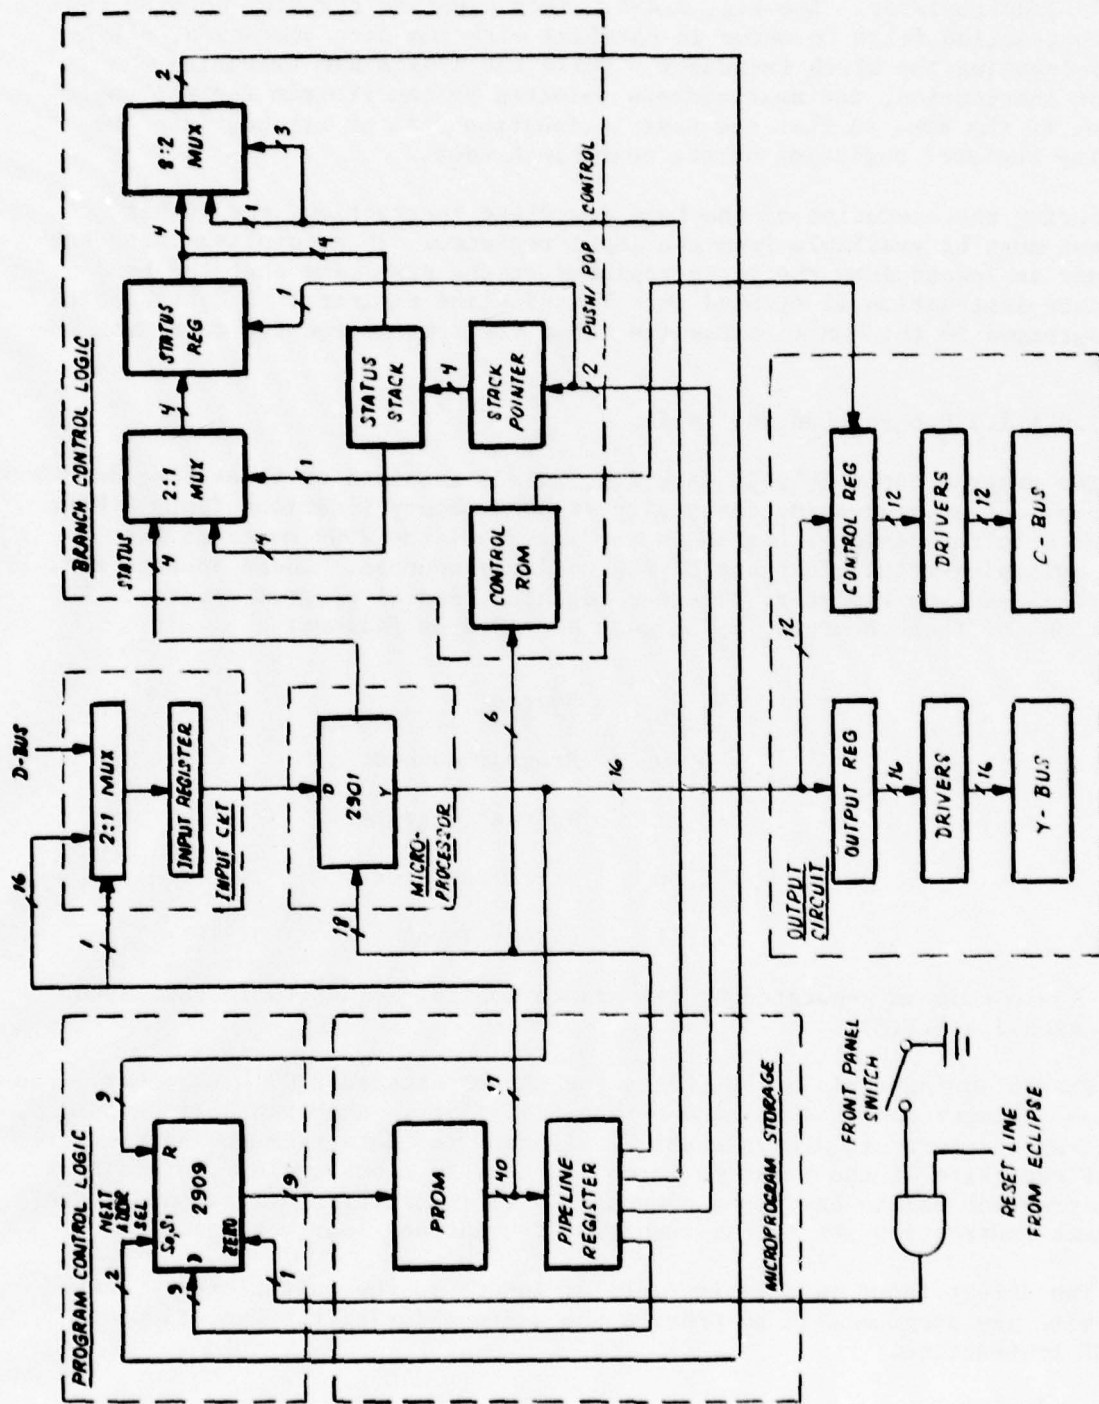 PROGRAM CONTROL LOGIC
NEXT
ADDR
SEL
2
S0,S1
R
9
2909
D
9
ZERO
1
9
PROM
40
17
PIPELINE
REGISTER
MICROPROGRAM STORAGE
FRONT PANEL
SWITCH
RESET LINE
FROM ECLIPSE
16
1
D-BUS
2:1 MUX
INPUT REGISTER
INPUT CKT
18
D
2901
Y
MICRO-
PROCESSOR
6
16
BRANCH CONTROL LOGIC
STATUS
4
2:1
MUX
4
STATUS
REG
4
8:2
MUX
2
1
3
4
1
1
4
STATUS
STACK
4
STACK
POINTER
2 PUSH/POP CONTROL
CONTROL
ROM
OUTPUT
CIRCUIT
12
OUTPUT REG
16
DRIVERS
16
Y-BUS
CONTROL REG
12
DRIVERS
12
C-BUS